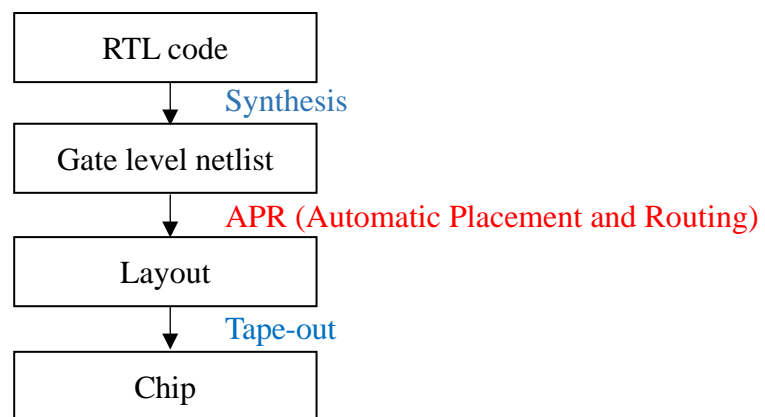 RTL code
Synthesis
Gate level netlist
APR (Automatic Placement and Routing)
Layout
Tape-out
Chip